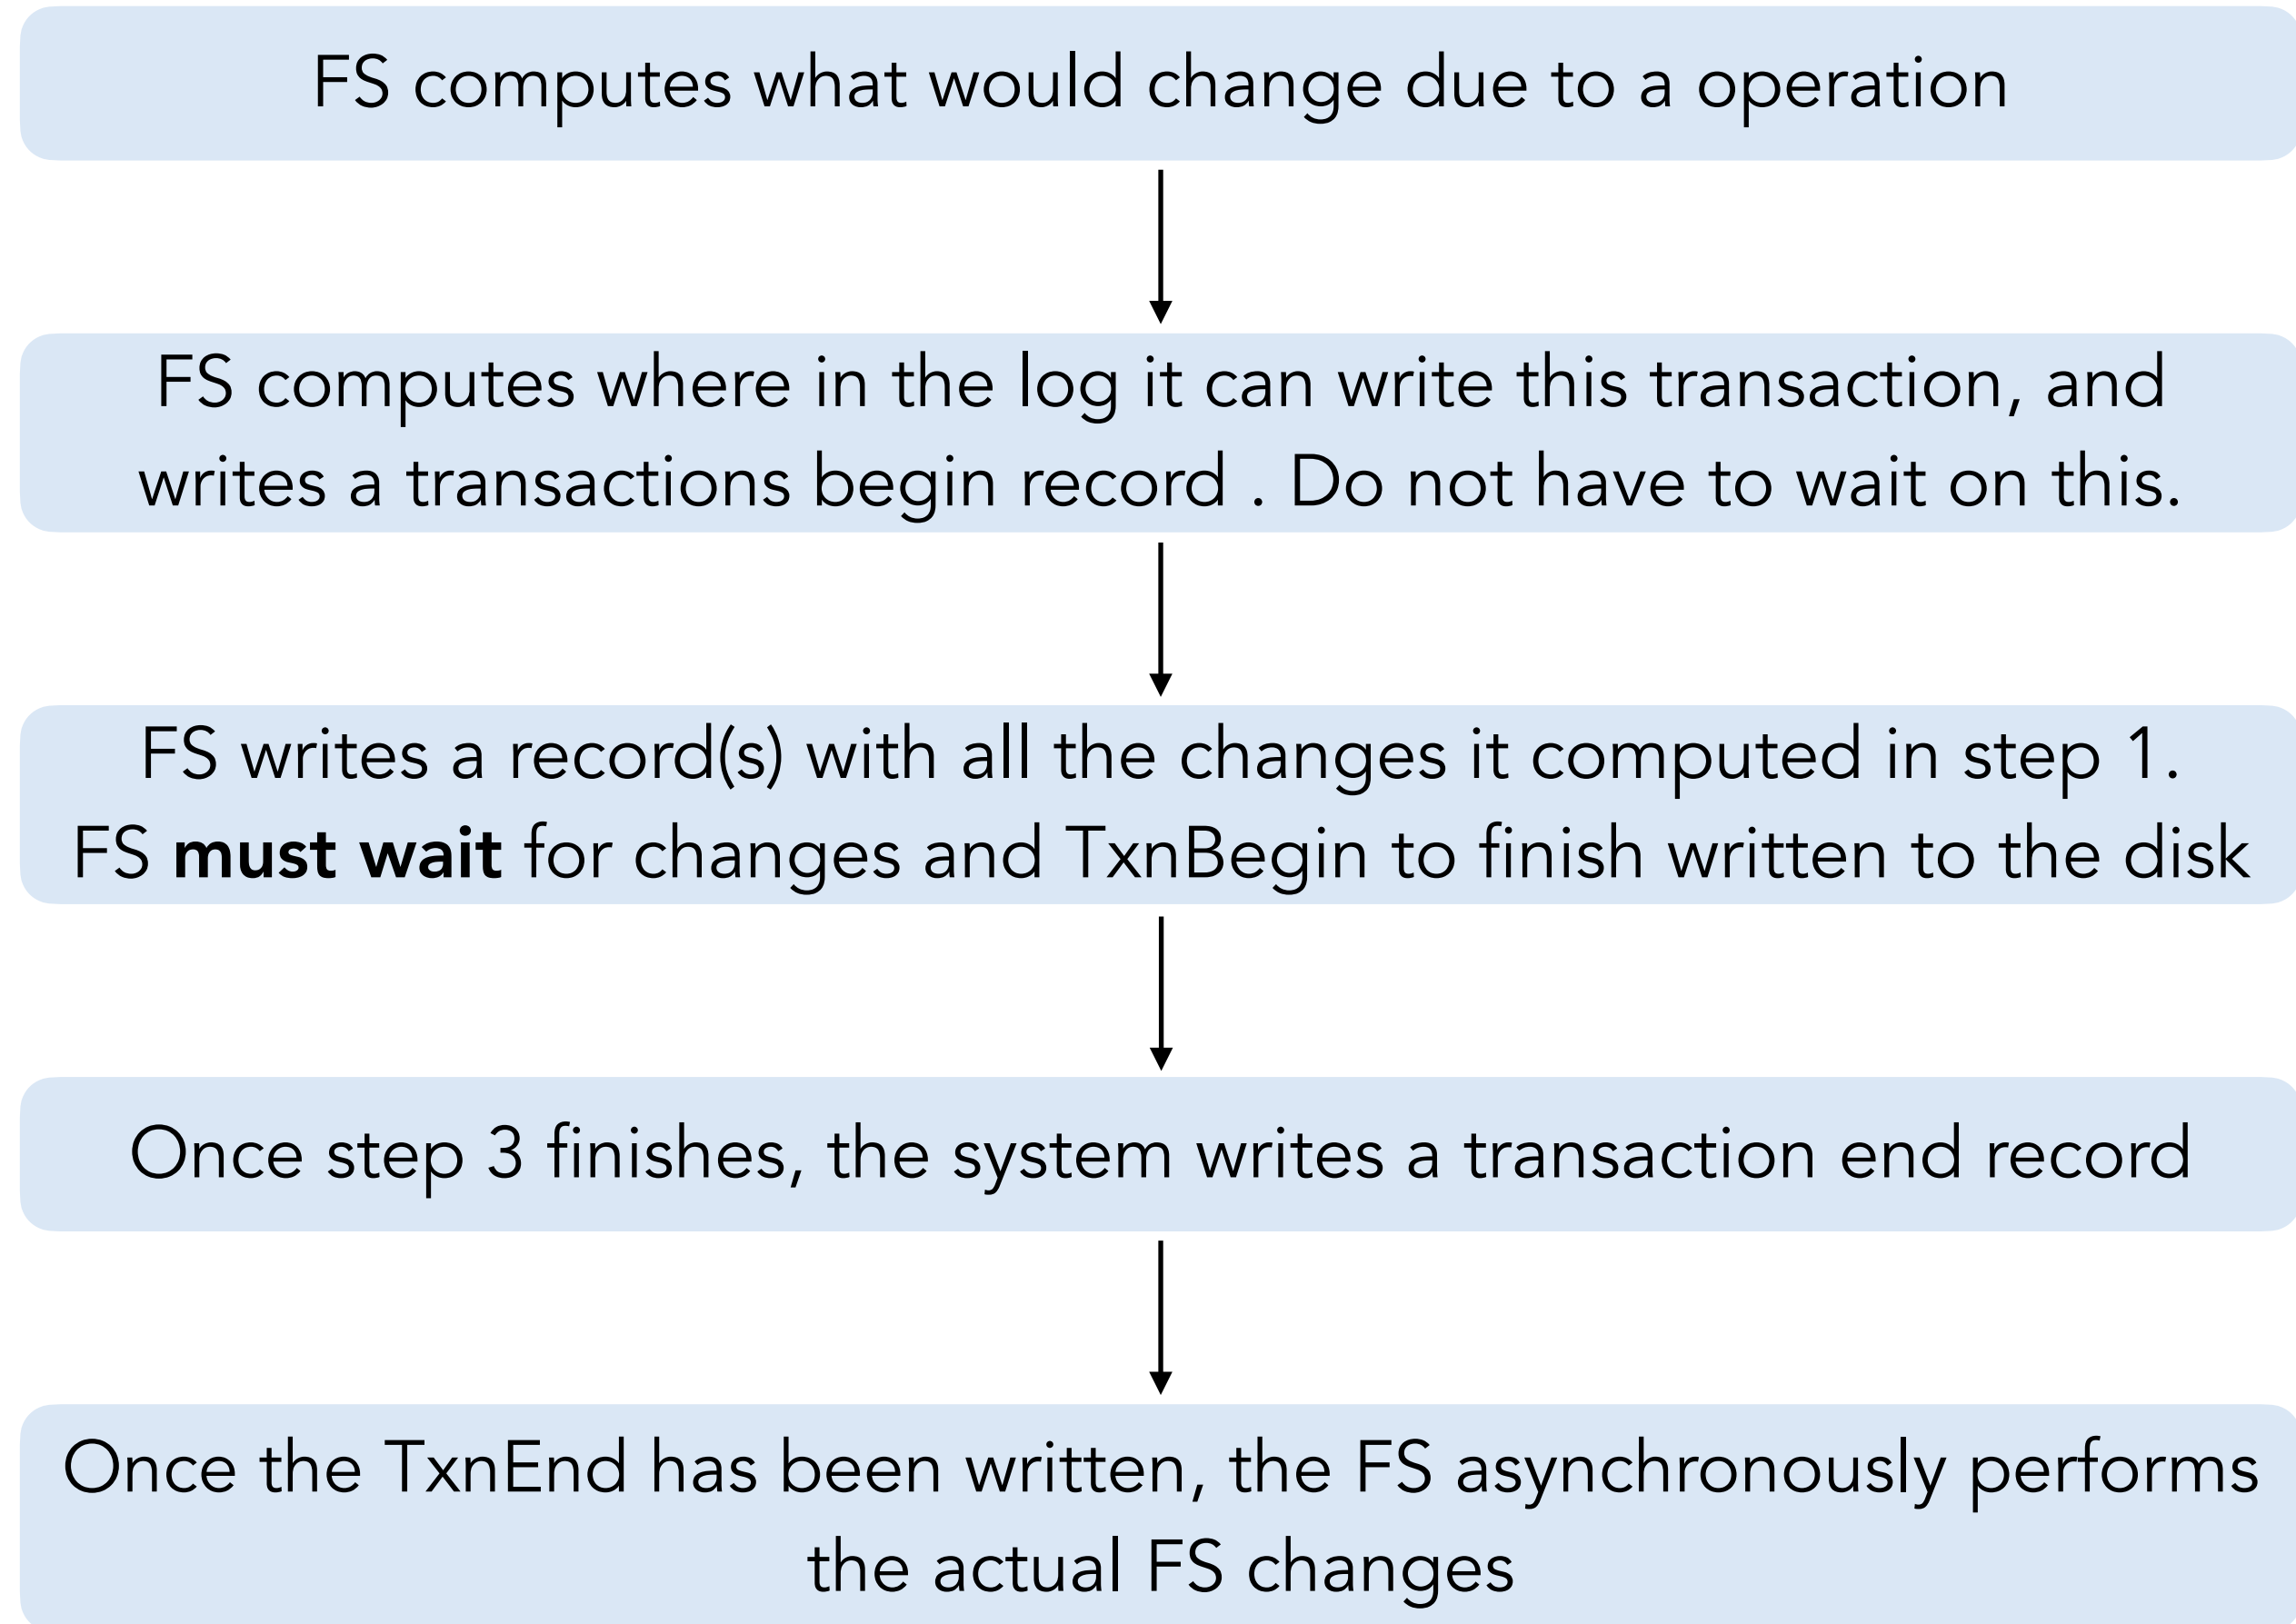 FS computes what would change due to a operation
FS computes where in the log it can write this transaction, and
writes a transactions begin record . Do not have to wait on this.
FS writes a record(s) with all the changes it computed in step 1.
FS must wait for changes and TxnBegin to finish written to the disk
Once step 3 finishes, the system writes a transaction end record
Once the TxnEnd has been written, the FS asynchronously performs
the actual FS changes